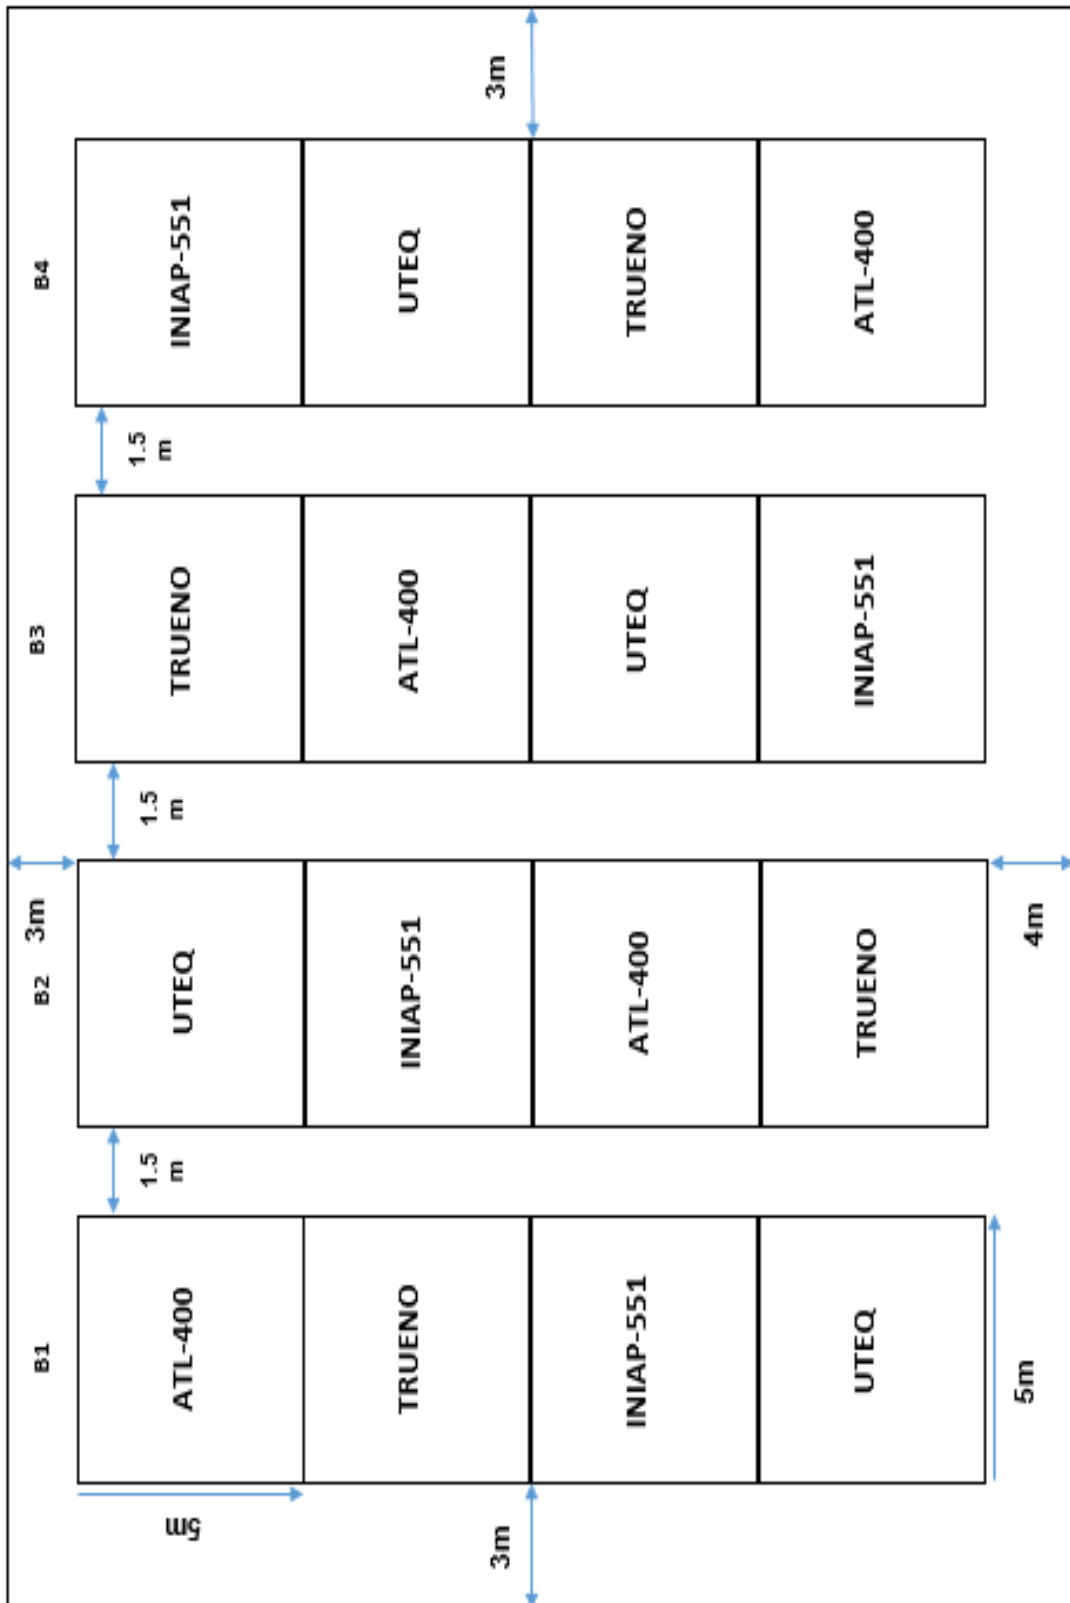 3m
B4
INIAP-551
UTEQ
TRUENO
ATL-400
1.5
m
B3
TRUENO
ATL-400
UTEQ
INIAP-551
1.5
m
3m
B2
UTEQ
INIAP-551
ATL-400
TRUENO
4m
1.5
m
B1
ATL-400
TRUENO
INIAP-551
UTEQ
5m
5m
3m